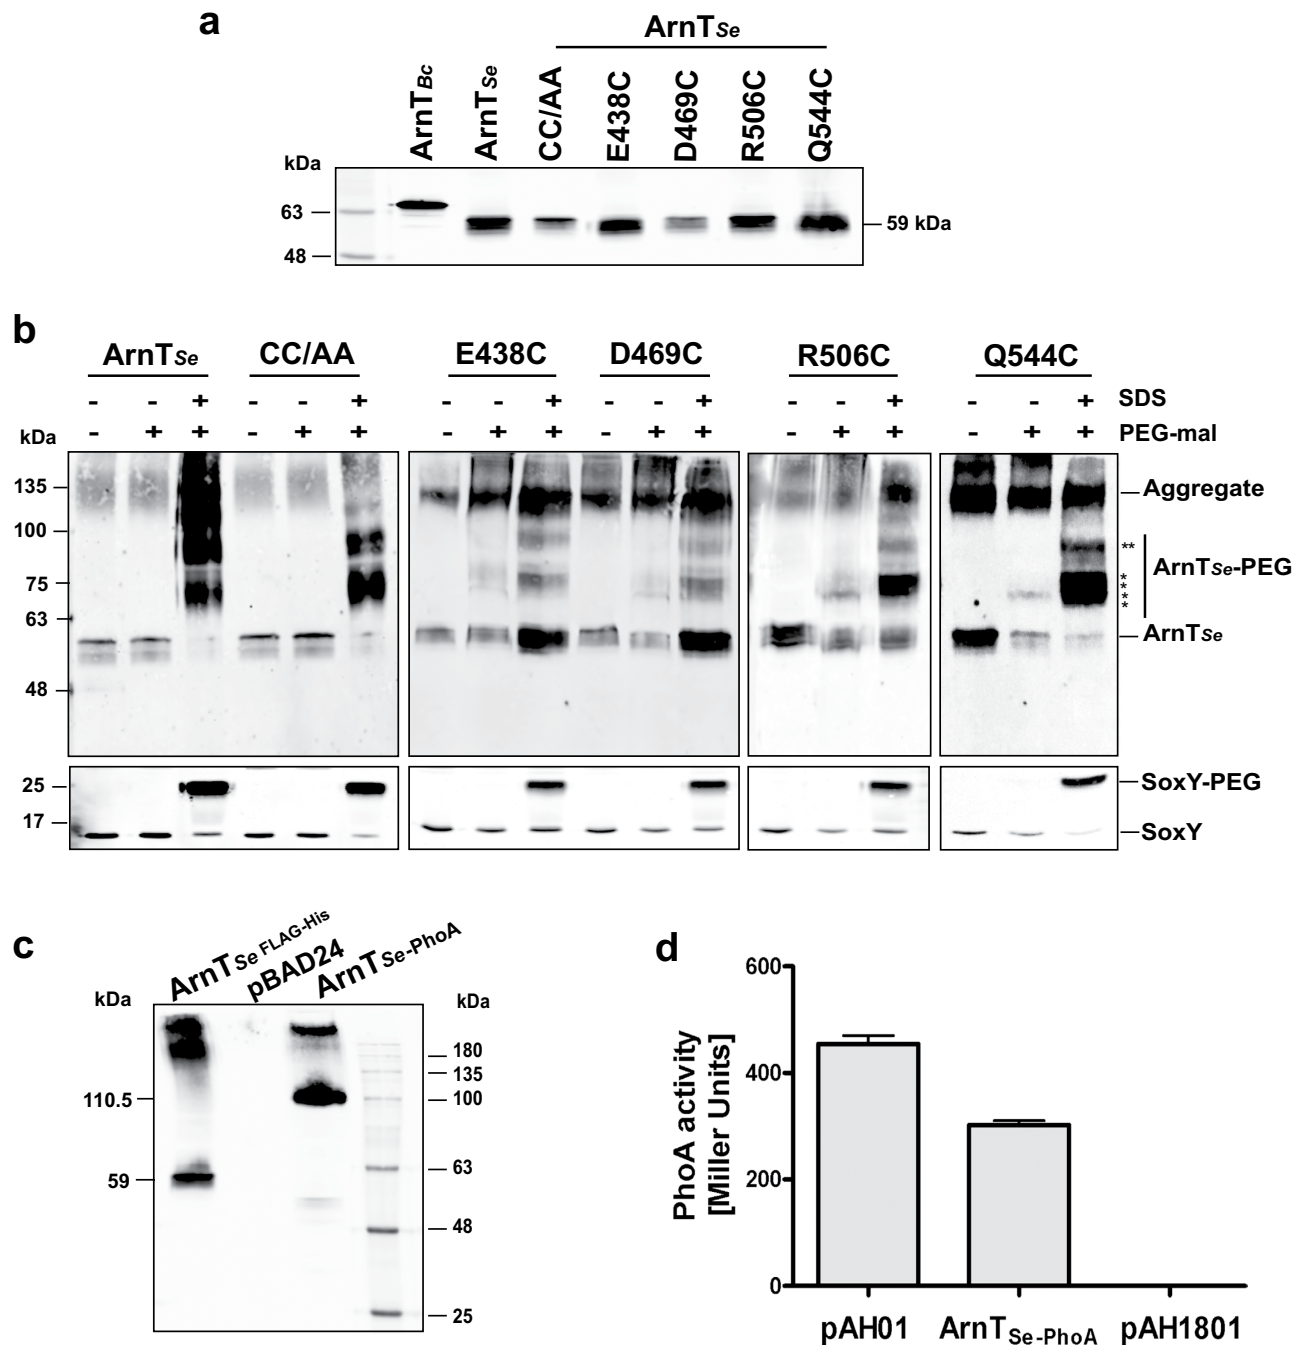 a
ArnTSe
ArnTBc
ArnTSe
CC/AA
E438C
D469C
R506C
Q544C
kDa
63
48
59 kDa
b
ArnTSe CC/AA E438C D469C R506C Q544C
- - + - - + - - + - - + - - + - - + SDS
- + + - + + - + + - + + - + + - + + PEG-mal
kDa
135
100
75
63
48
Aggregate
**
****
ArnTSe-PEG
ArnTSe
25
17
SoxY-PEG
SoxY
c
ArnTSe FLAG-His
pBAD24
ArnTSe-PhoA
kDa
110.5
59
kDa
180
135
100
63
48
25
d
PhoA activity
[Miller Units]
600
400
200
0
pAH01 ArnTSe-PhoA pAH1801